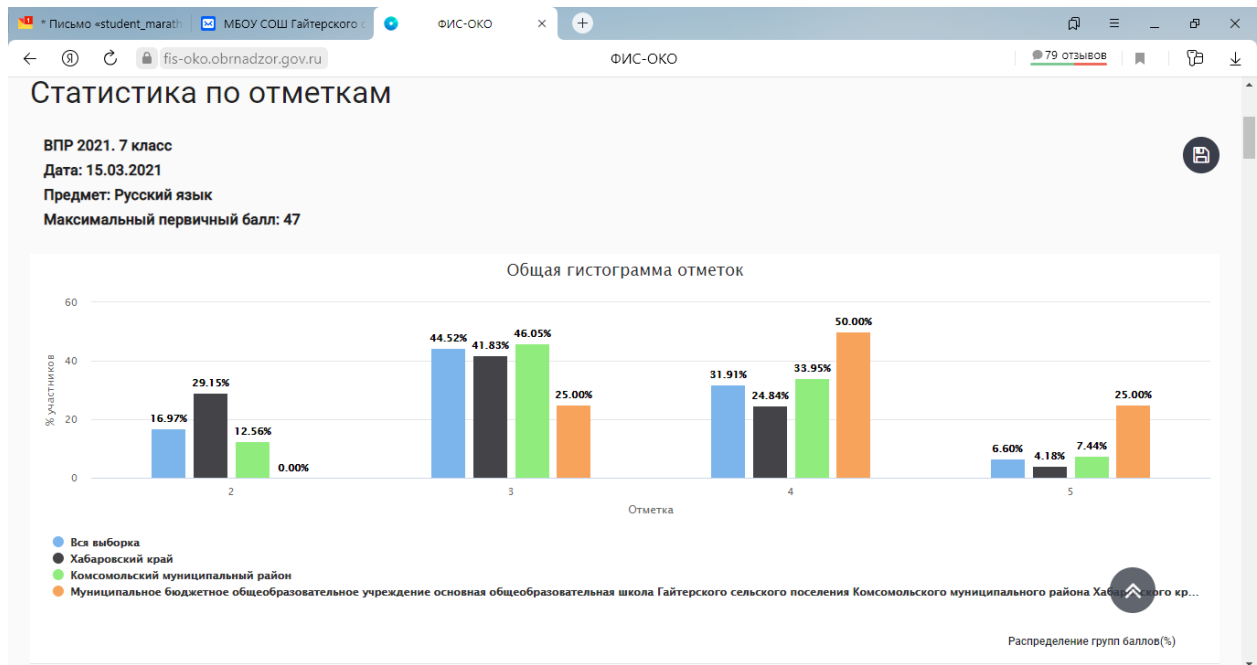 * Письмо «student_marath
МБОУ СОШ Гайтерского с
ФИС-ОКО
fis-oko.obrnadzor.gov.ru
ФИС-ОКО
79 отзывов
Статистика по отметкам
ВПР 2021. 7 класс
Дата: 15.03.2021
Предмет: Русский язык
Максимальный первичный балл: 47
Общая гистограмма отметок
% участников
60
40
20
0
16.97%
29.15%
12.56%
0.00%
44.52%
41.83%
46.05%
25.00%
31.91%
24.84%
33.95%
50.00%
6.60%
4.18%
7.44%
25.00%
2
3
4
5
Отметка
Вся выборка
Хабаровский край
Комсомольский муниципальный район
Муниципальное бюджетное общеобразовательное учреждение основная общеобразовательная школа Гайтерского сельского поселения Комсомольского муниципального района кр...
Распределение групп баллов(%)